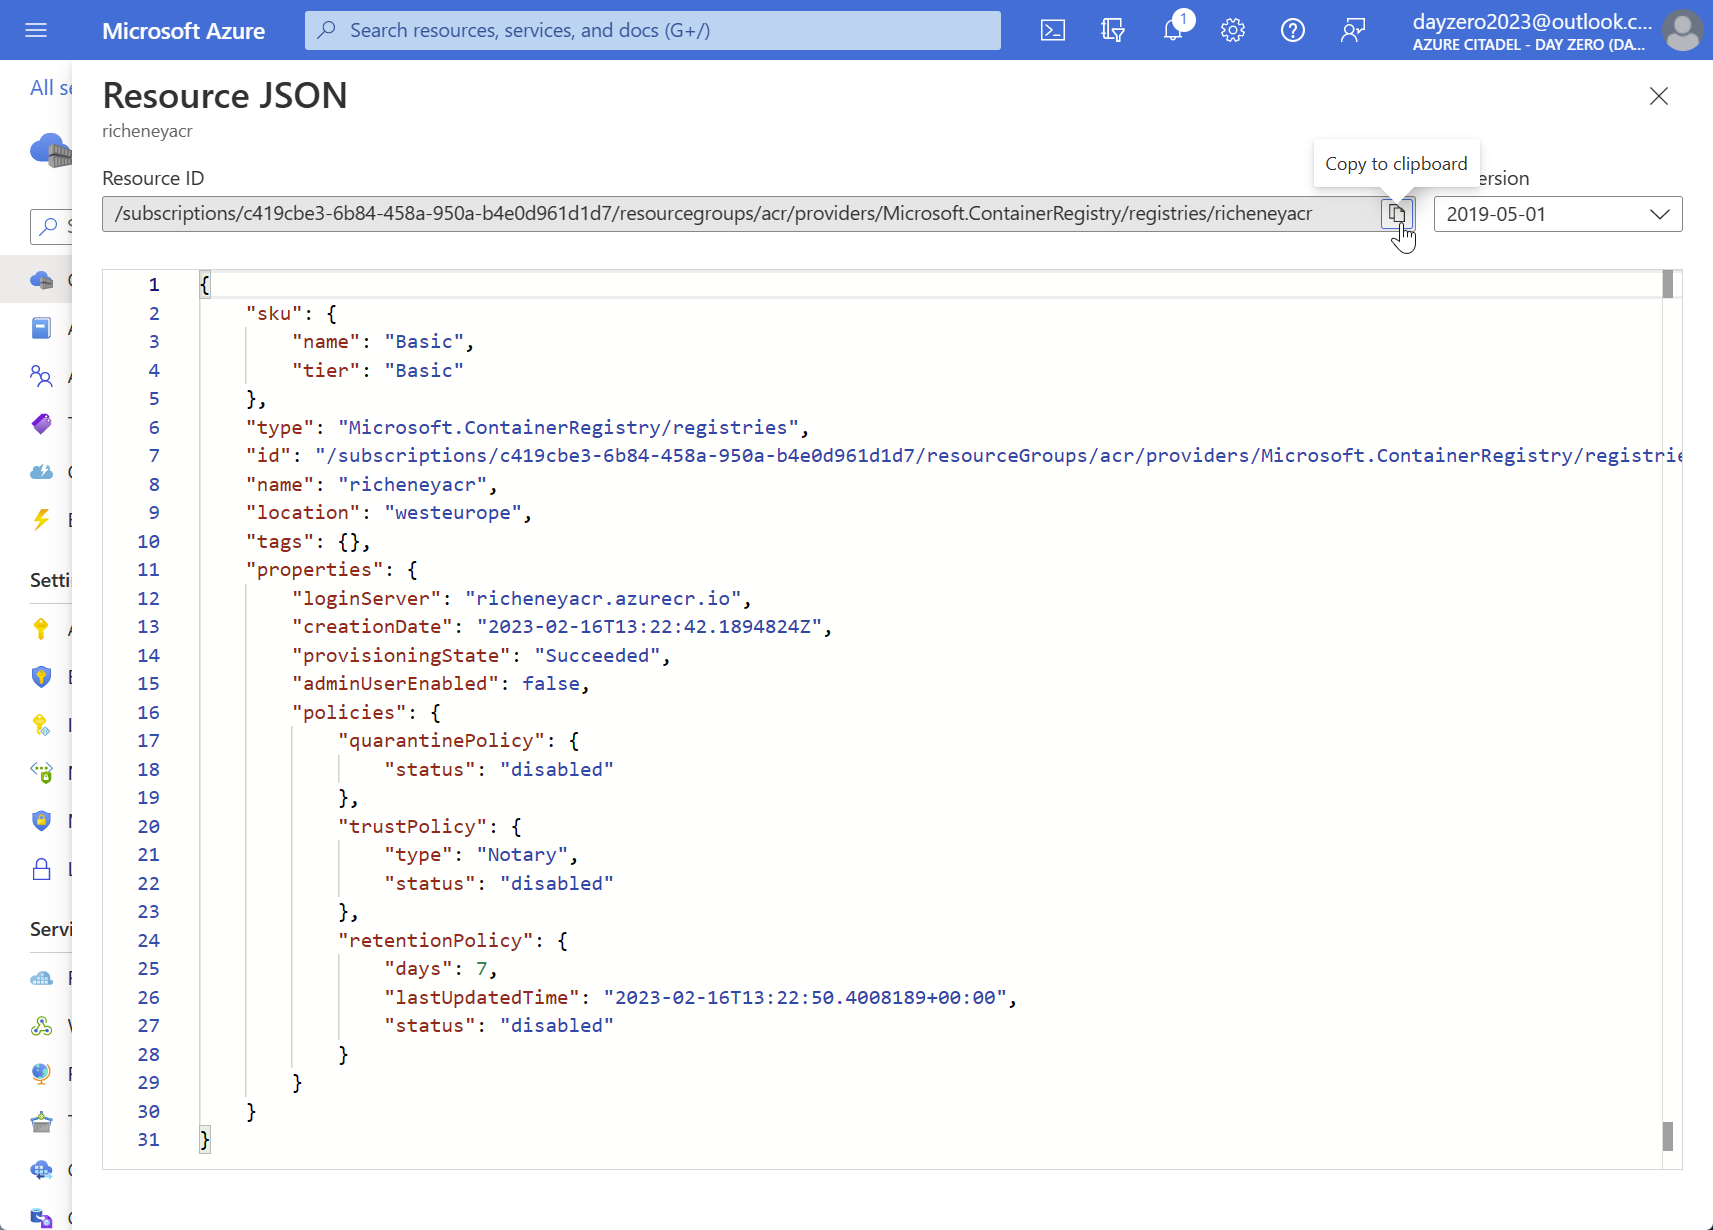 Microsoft Azure
Search resources, services, and docs (G+/)
1
dayzero2023@outlook.c...
AZURE CITADEL - DAY ZERO (DA...
All se
Resource JSON
richeneyacr
Copy to clipboard
Resource ID
ersion
/subscriptions/c419cbe3-6b84-458a-950a-b4e0d961d1d7/resourcegroups/acr/providers/Microsoft.ContainerRegistry/registries/richeneyacr
2019-05-01
1 {
2 "sku": {
3 "name": "Basic",
4 "tier": "Basic"
5 },
6 "type": "Microsoft.ContainerRegistry/registries",
7 "id": "/subscriptions/c419cbe3-6b84-458a-950a-b4e0d961d1d7/resourceGroups/acr/providers/Microsoft.ContainerRegistry/registrie
8 "name": "richeneyacr",
9 "location": "westeurope",
10 "tags": {},
11 "properties": {
12 "loginServer": "richeneyacr.azurecr.io",
13 "creationDate": "2023-02-16T13:22:42.1894824Z",
14 "provisioningState": "Succeeded",
15 "adminUserEnabled": false,
16 "policies": {
17 "quarantinePolicy": {
18 "status": "disabled"
19 },
20 "trustPolicy": {
21 "type": "Notary",
22 "status": "disabled"
23 },
24 "retentionPolicy": {
25 "days": 7,
26 "lastUpdatedTime": "2023-02-16T13:22:50.4008189+00:00",
27 "status": "disabled"
28 }
29 }
30 }
31 }
Setti
Servi